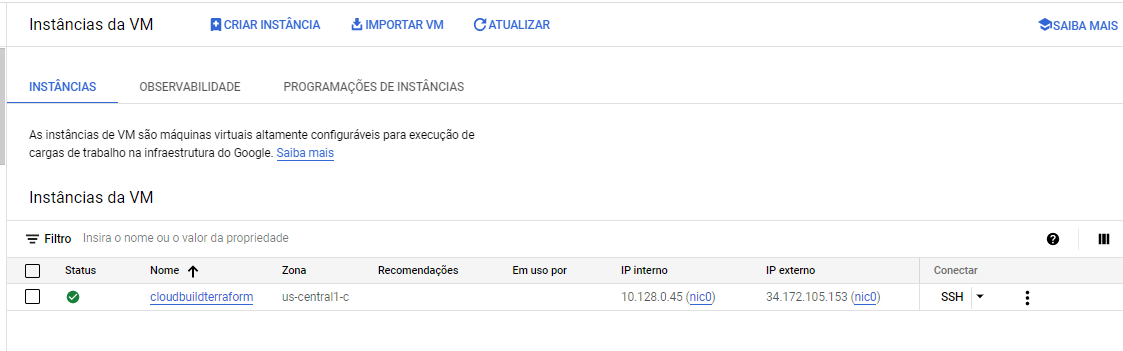 Instâncias da VM CRIAR INSTÂNCIA IMPORTAR VM ATUALIZAR SAIBA MAIS
INSTÂNCIAS OBSERVABILIDADE PROGRAMAÇÕES DE INSTÂNCIAS
As instâncias de VM são máquinas virtuais altamente configuráveis para execução de
cargas de trabalho na infraestrutura do Google. Saiba mais
Instâncias da VM
Filtro Insira o nome ou o valor da propriedade
Status Nome Zona Recomendações Em uso por IP interno IP externo Conectar
cloudbuildterraform us-central1-c 10.128.0.45 (nic0) 34.172.105.153 (nic0) SSH